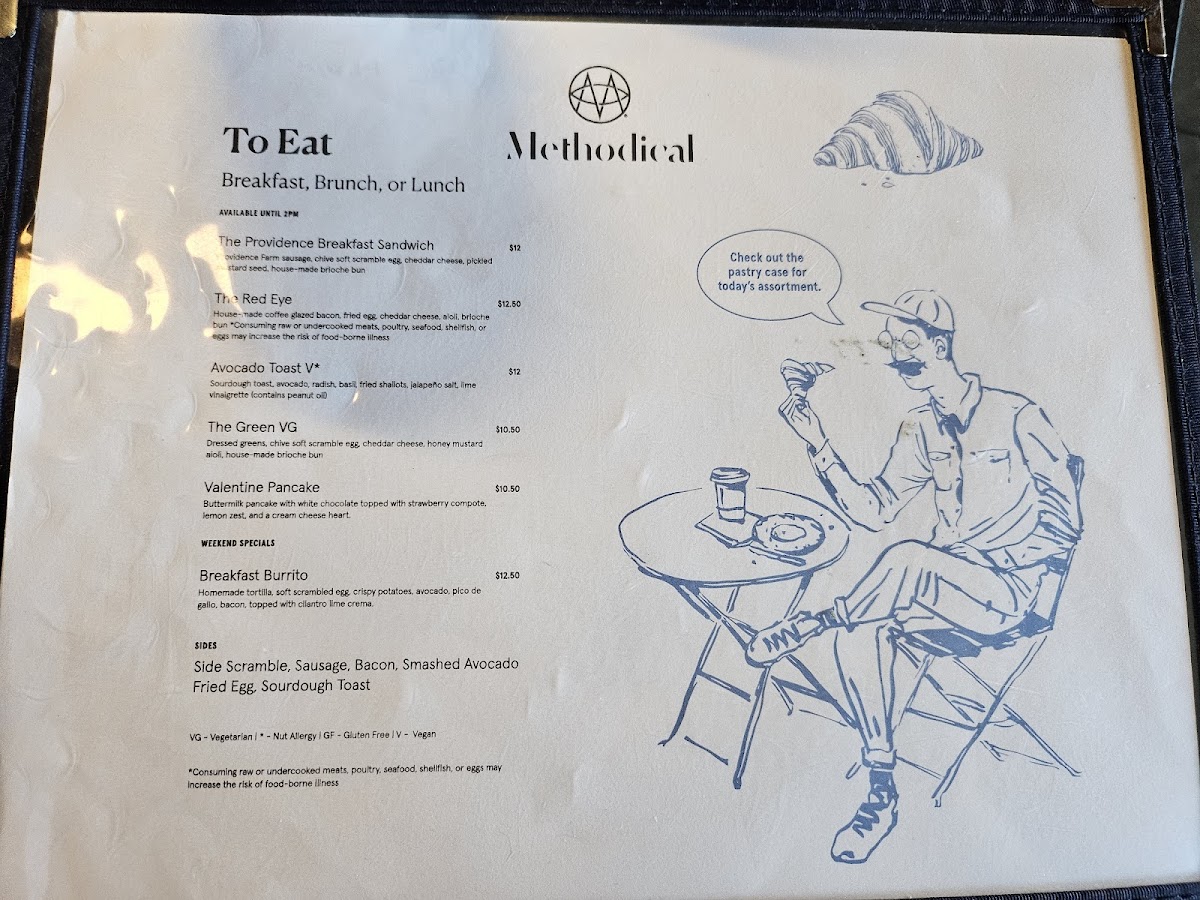 Methodical
To Eat
Breakfast, Brunch, or Lunch
AVAILABLE UNTIL 2PM
The Providence Breakfast Sandwich $12
Providence Farm sausage, chive soft scramble egg, cheddar cheese, pickled
mustard seed, house-made brioche bun
The Red Eye $12.50
House-made coffee glazed bacon, fried egg, cheddar cheese, aioli, brioche
bun *Consuming raw or undercooked meats, poultry, seafood, shellfish, or
eggs may increase the risk of food-borne illness
Avocado Toast V* $12
Sourdough toast, avocado, radish, basil, fried shallots, jalapeño salt, lime
vinaigrette (contains peanut oil)
The Green VG $10.50
Dressed greens, chive soft scramble egg, cheddar cheese, honey mustard
aioli, house-made brioche bun
Valentine Pancake $10.50
Buttermilk pancake with white chocolate topped with strawberry compote,
lemon zest, and a cream cheese heart.
WEEKEND SPECIALS
Breakfast Burrito $12.50
Homemade tortilla, soft scrambled egg, crispy potatoes, avocado, pico de
gallo, bacon, topped with cilantro lime crema.
SIDES
Side Scramble, Sausage, Bacon, Smashed Avocado
Fried Egg, Sourdough Toast
VG - Vegetarian | * - Nut Allergy | GF - Gluten Free | V - Vegan
*Consuming raw or undercooked meats, poultry, seafood, shellfish, or eggs may
increase the risk of food-borne illness
Check out the
pastry case for
today's assortment.